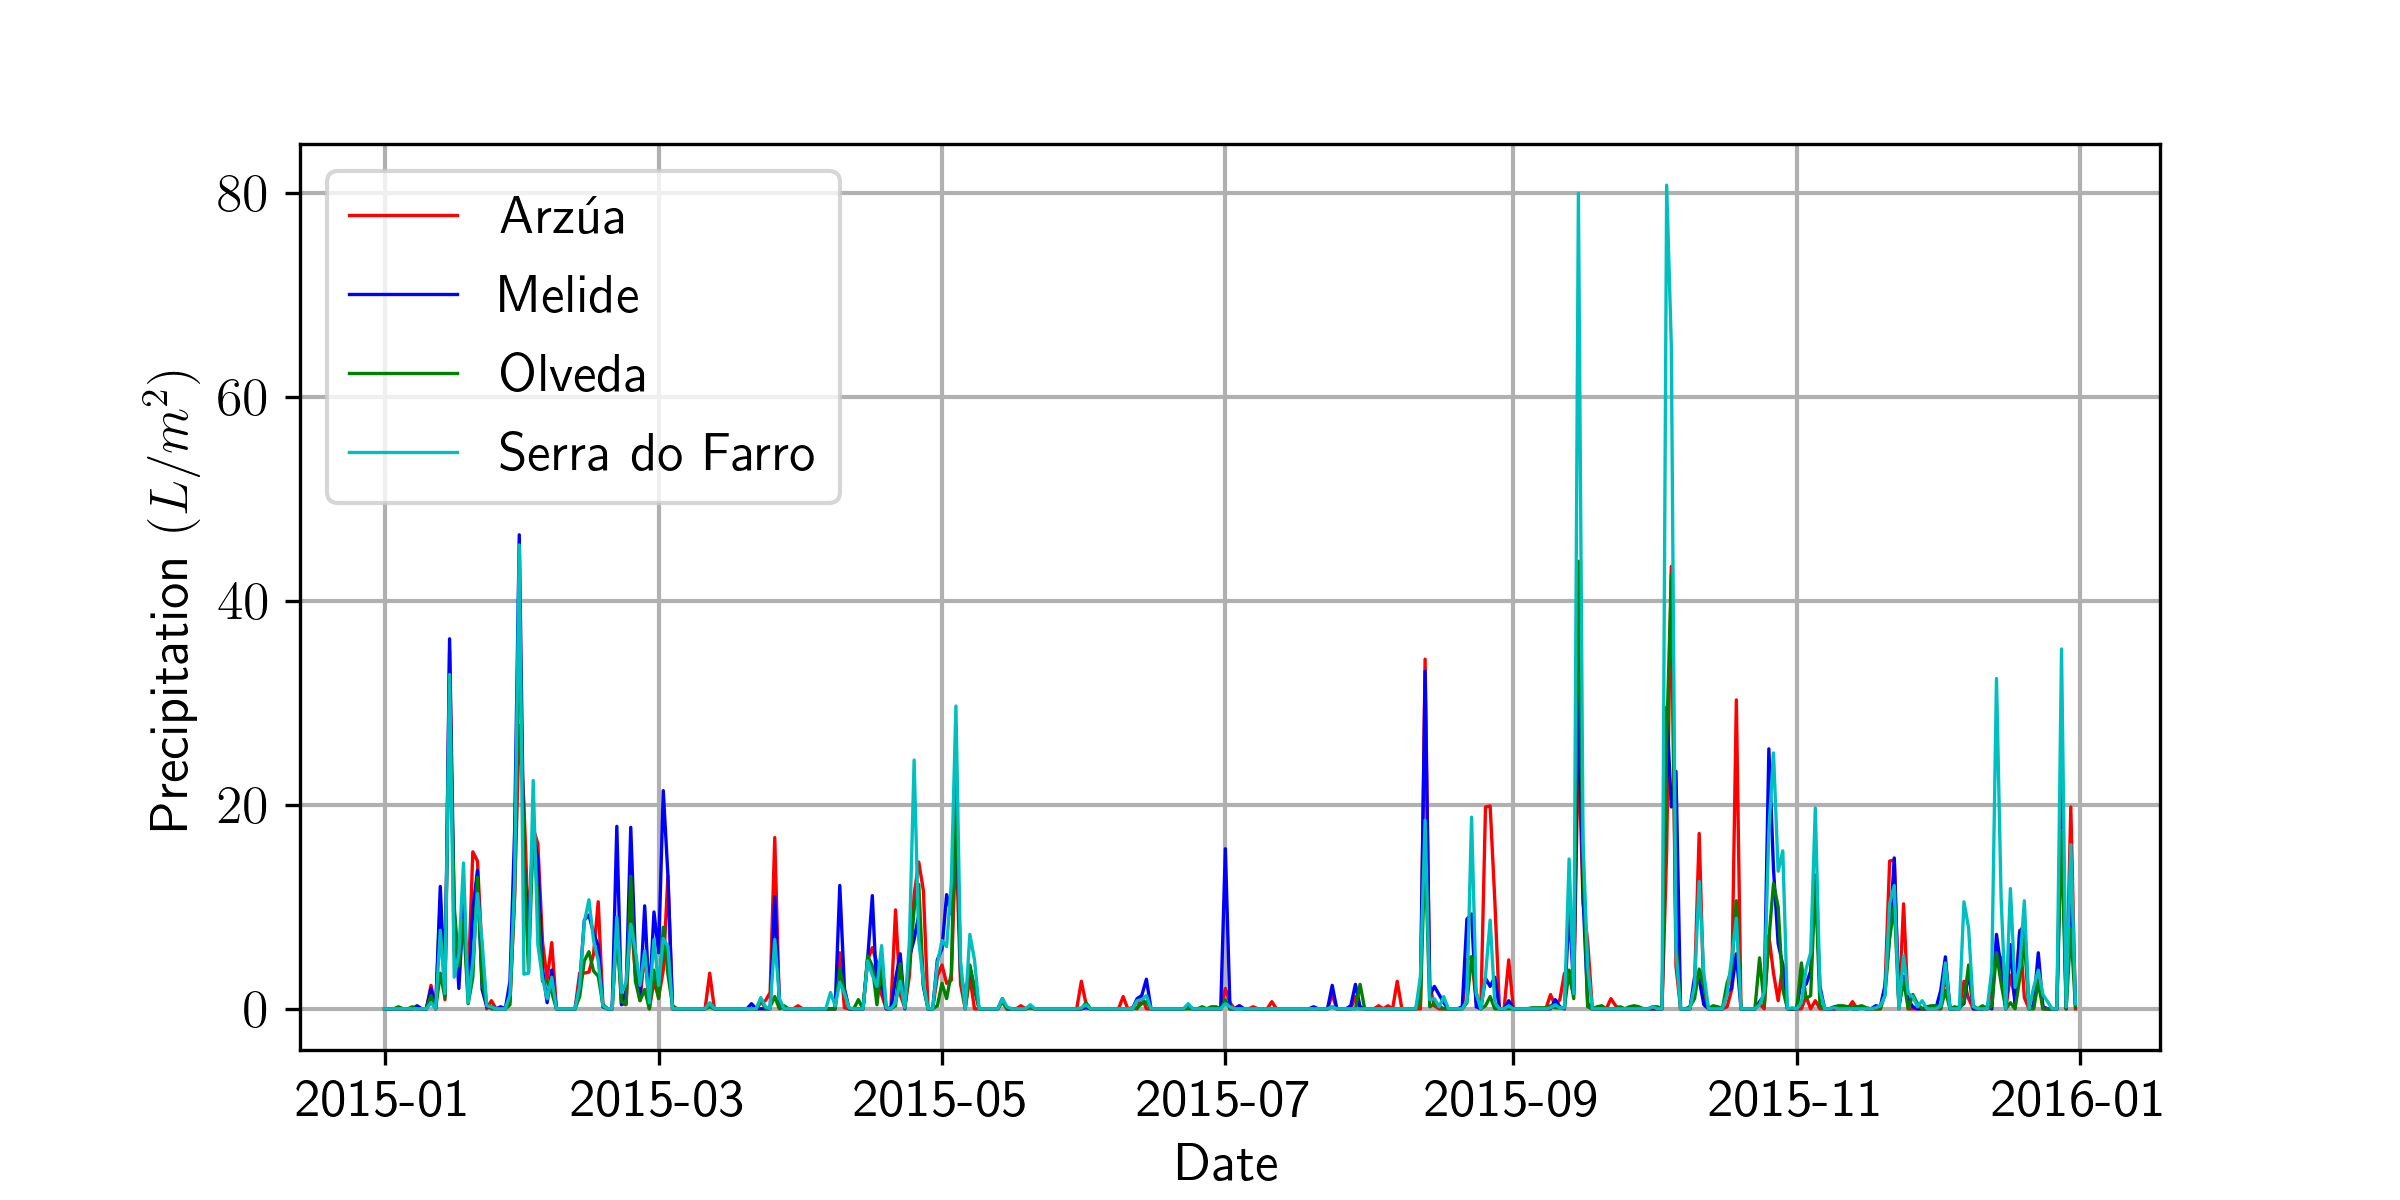 80
60
40
20
0
Precipitation (L/m²)
Arzúa
Melide
Olveda
Serra do Farro
2015-01 2015-03 2015-05 2015-07 2015-09 2015-11 2016-01
Date